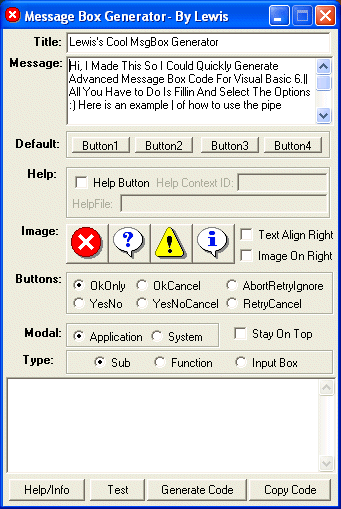 Message Box Generator - By Lewis
Title: Lewis's Cool MsgBox Generator
Message: Hi, I Made This So I Could Quickly Generate
Advanced Message Box Code For Visual Basic 6.||
All You Have to Do Is Fillin And Select The Options
:) Here is an example | of how to use the pipe
Default: Button1 Button2 Button3 Button4
Help: Help Button Help Context ID:
HelpFile:
Image: Text Align Right
Image On Right
Buttons: OkOnly OkCancel AbortRetryIgnore
YesNo YesNoCancel RetryCancel
Modal: Application System Stay On Top
Type: Sub Function Input Box
Help/Info Test Generate Code Copy Code